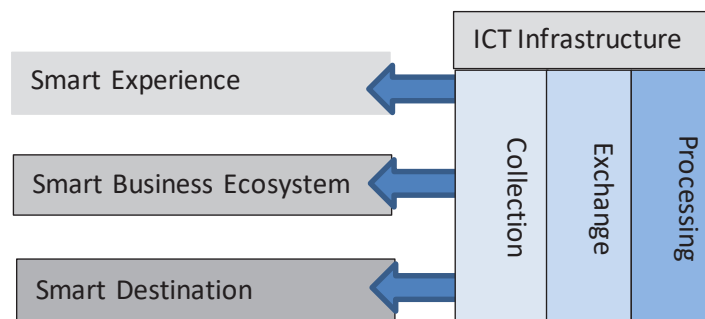 ICT Infrastructure
Smart Experience
Smart Business Ecosystem
Smart Destination
Collection
Exchange
Processing